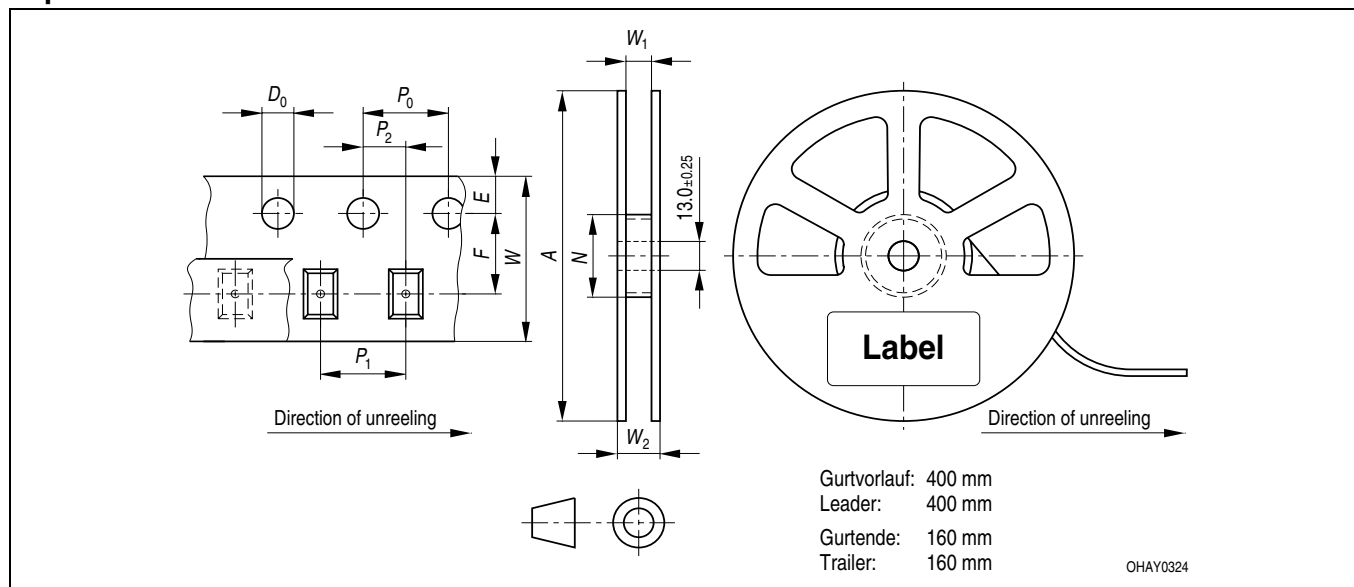 W1
D0
P0
P2
E
F
W
A
N
13.0±0.25
P1
W2
Label
Direction of unreeling
Direction of unreeling
Gurtvorlauf: 400 mm
Leader: 400 mm
Gurtende: 160 mm
Trailer: 160 mm
OHAY0324